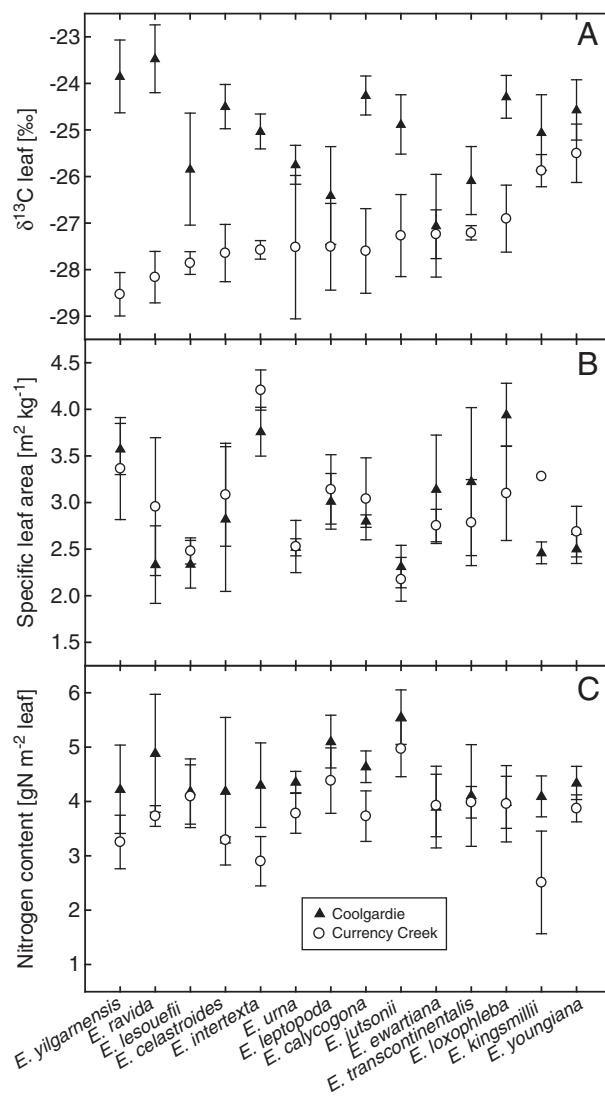 A
-23
-24
-25
-26
-27
-28
-29
δ¹³C leaf [‰]
B
4.5
4.0
3.5
3.0
2.5
2.0
1.5
Specific leaf area [m² kg⁻¹]
C
6
5
4
3
2
1
Nitrogen content [gN m⁻² leaf]
Coolgardie
Currency Creek
E. yilgarnensis
E. ravida
E. lesouefii
E. celastroides
E. intertexta
E. urna
E. leptopoda
E. calycogona
E. jutsonii
E. ewartiana
E. transcontinentalis
E. loxophleba
E. kingsmillii
E. youngiana